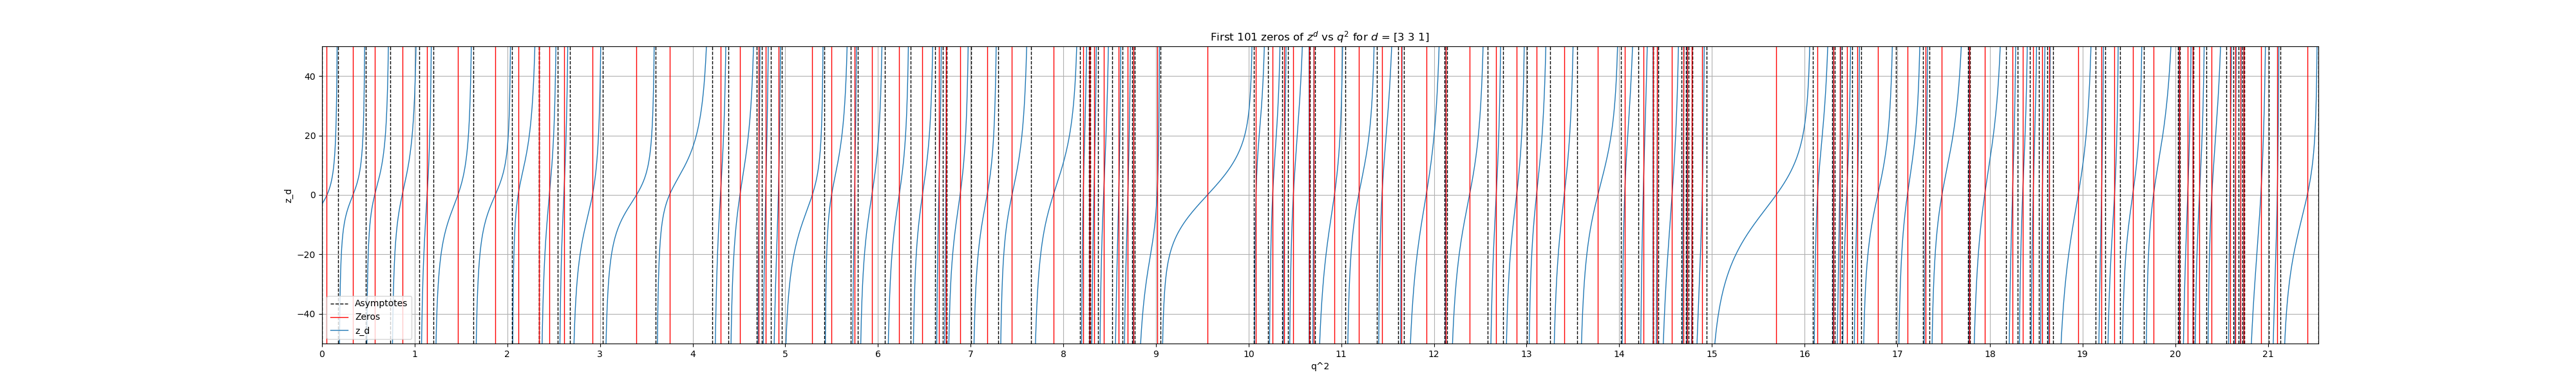 First 101 zeros of z^d vs q^2 for d = [3 3 1]
z_d
40
20
0
−20
−40
Asymptotes
Zeros
z_d
0 1 2 3 4 5 6 7 8 9 10 11 12 13 14 15 16 17 18 19 20 21
q^2